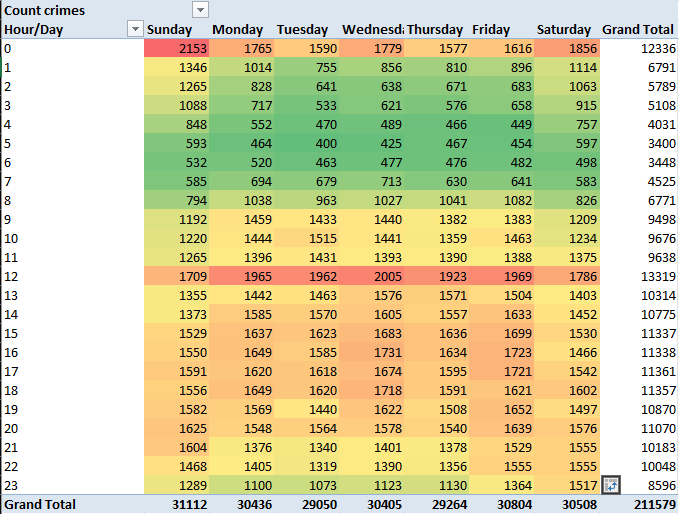 Count crimes
Hour/Day Sunday Monday Tuesday Wednesda Thursday Friday Saturday Grand Total
0 2153 1765 1590 1779 1577 1616 1856 12336
1 1346 1014 755 856 810 896 1114 6791
2 1265 828 641 638 671 683 1063 5789
3 1088 717 533 621 576 658 915 5108
4 848 552 470 489 466 449 757 4031
5 593 464 400 425 467 454 597 3400
6 532 520 463 477 476 482 498 3448
7 585 694 679 713 630 641 583 4525
8 794 1038 963 1027 1041 1082 826 6771
9 1192 1459 1433 1440 1382 1383 1209 9498
10 1220 1444 1515 1441 1359 1463 1234 9676
11 1265 1396 1431 1393 1390 1388 1375 9638
12 1709 1965 1962 2005 1923 1969 1786 13319
13 1355 1442 1463 1576 1571 1504 1403 10314
14 1373 1585 1570 1605 1557 1633 1452 10775
15 1529 1637 1623 1683 1636 1699 1530 11337
16 1550 1649 1585 1731 1634 1723 1466 11338
17 1591 1620 1618 1674 1595 1721 1542 11361
18 1556 1649 1620 1718 1591 1621 1602 11357
19 1582 1569 1440 1622 1508 1652 1497 10870
20 1625 1548 1564 1578 1540 1639 1576 11070
21 1604 1376 1340 1401 1378 1529 1555 10183
22 1468 1405 1319 1390 1356 1555 1555 10048
23 1289 1100 1073 1123 1130 1364 1517 8596
Grand Total 31112 30436 29050 30405 29264 30804 30508 211579